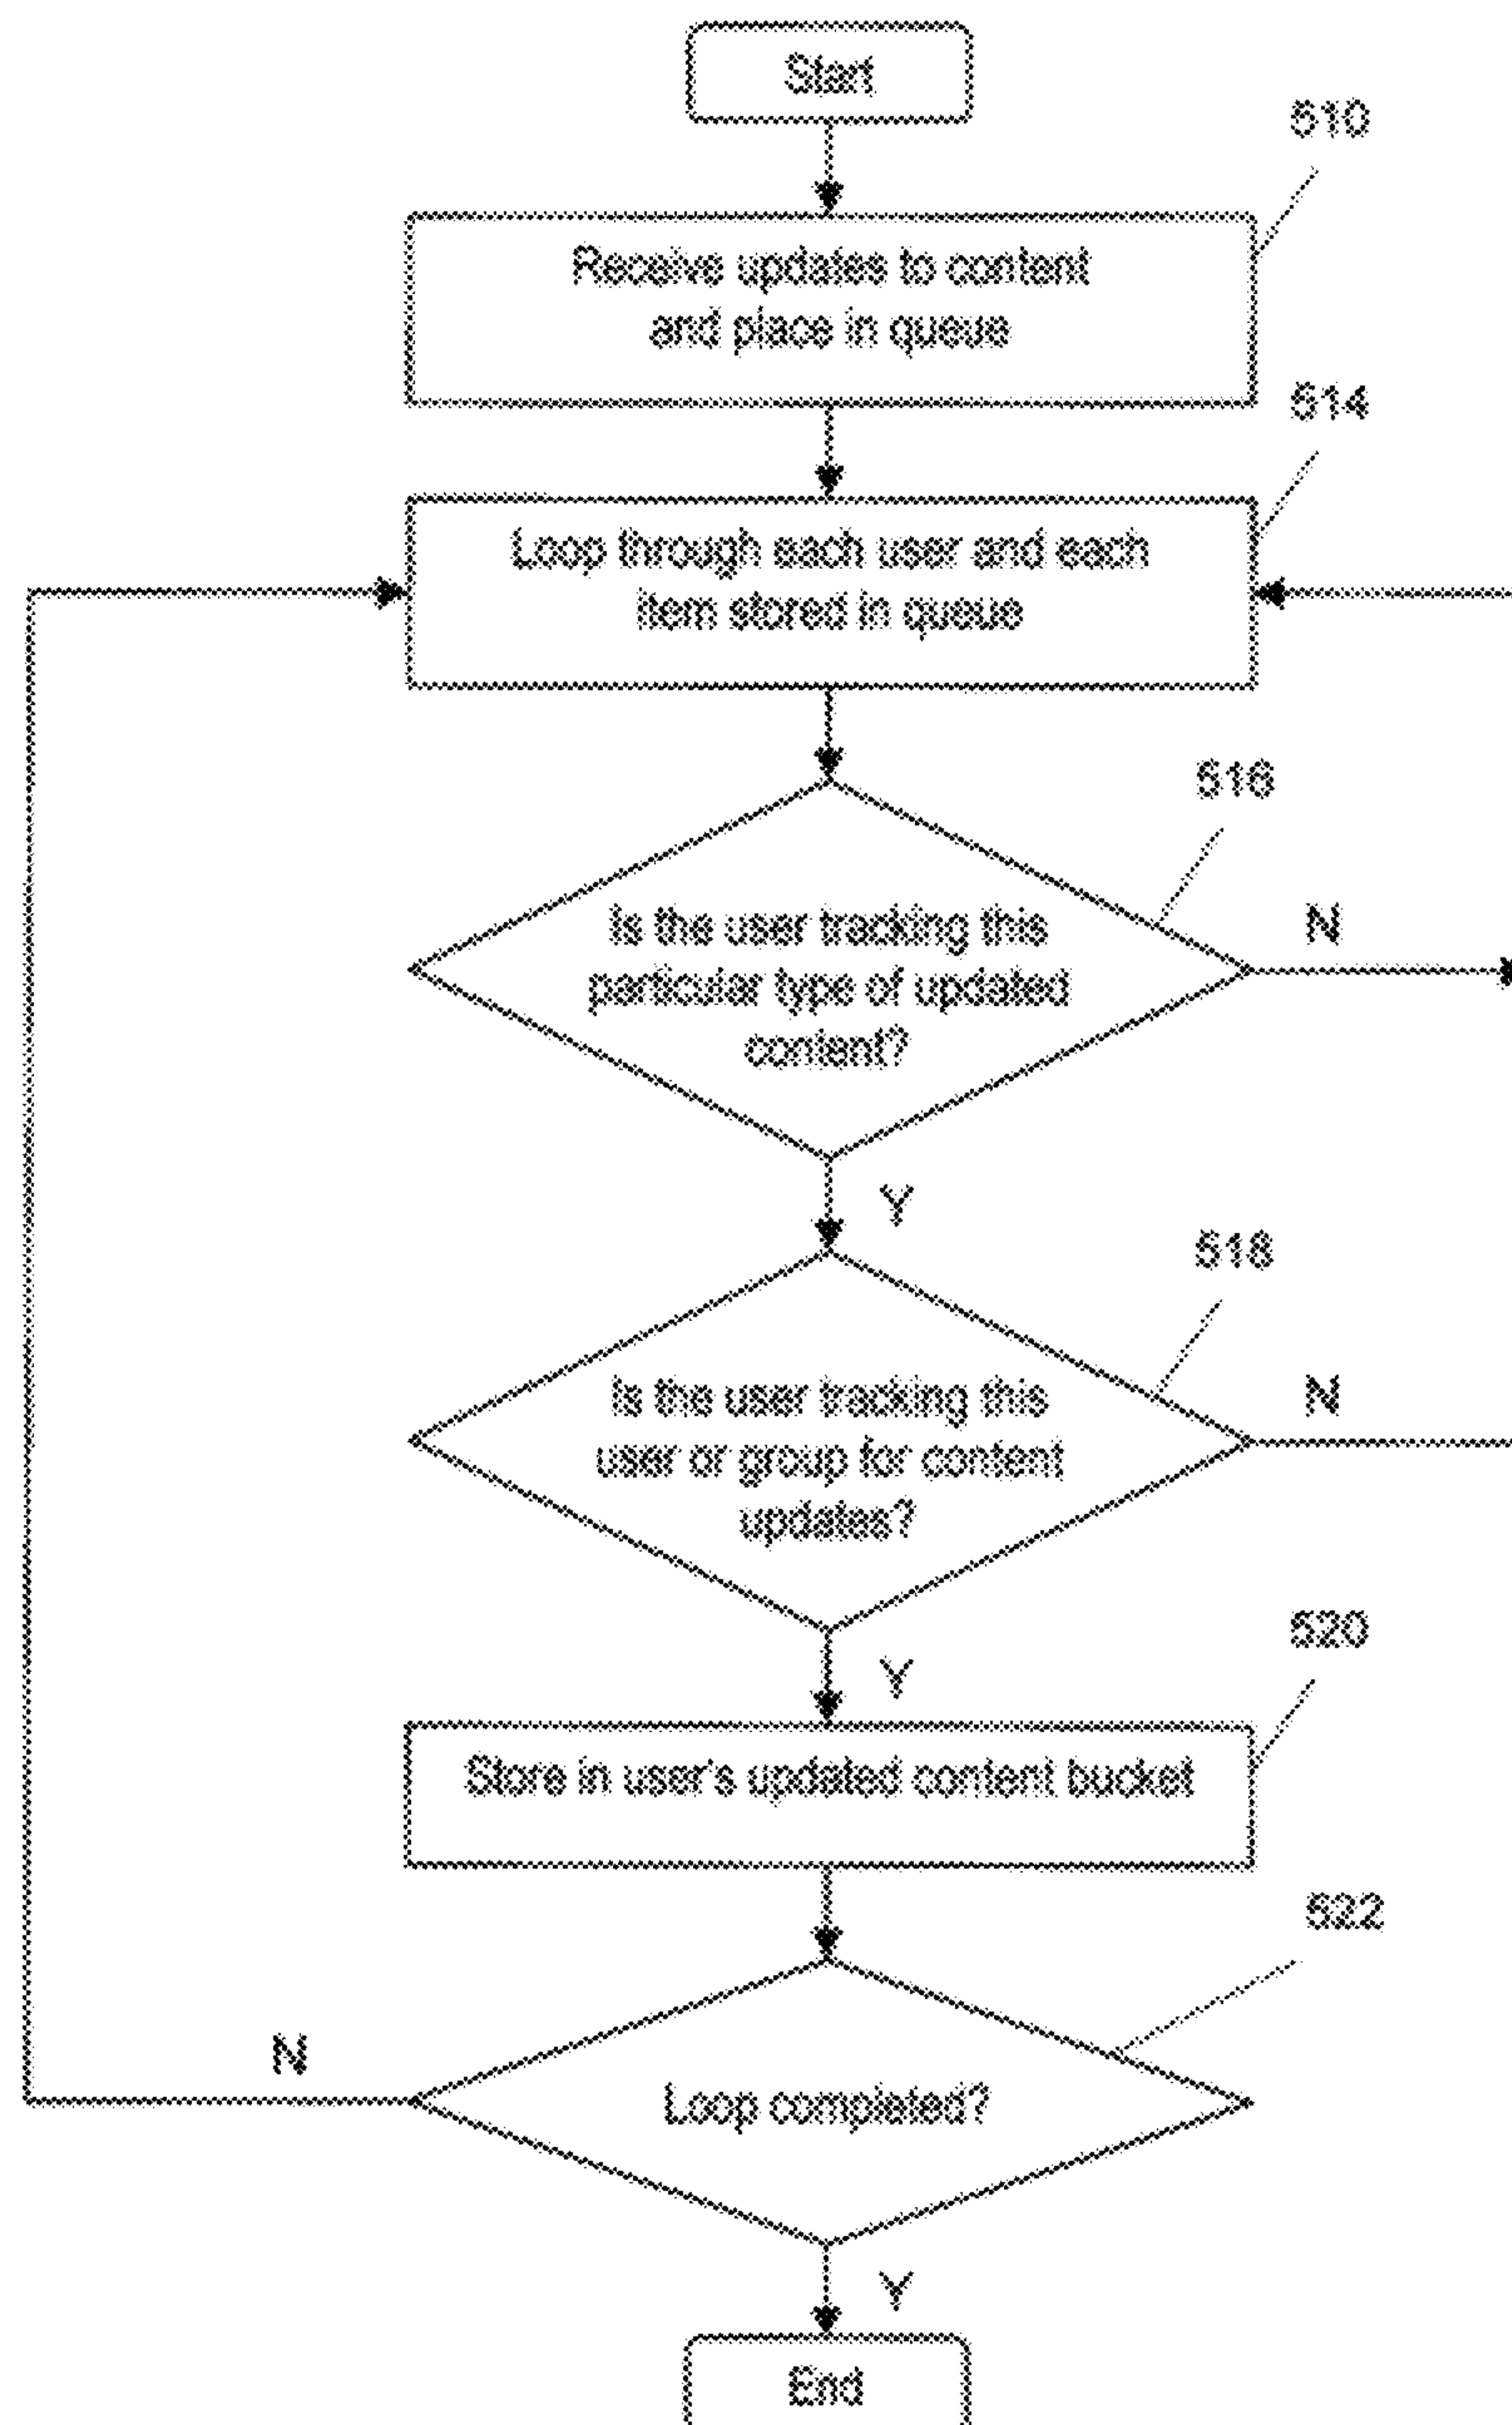 Start
510
Receive updates to content
and place in queue
514
Loop through each user and each
item stored in queue
516
Is the user tracking this
particular type of updated
content?
N
Y
518
Is the user tracking this
user or group for content
updates?
N
Y
520
Store in user's updated content bucket
522
Loop completed?
N
Y
End